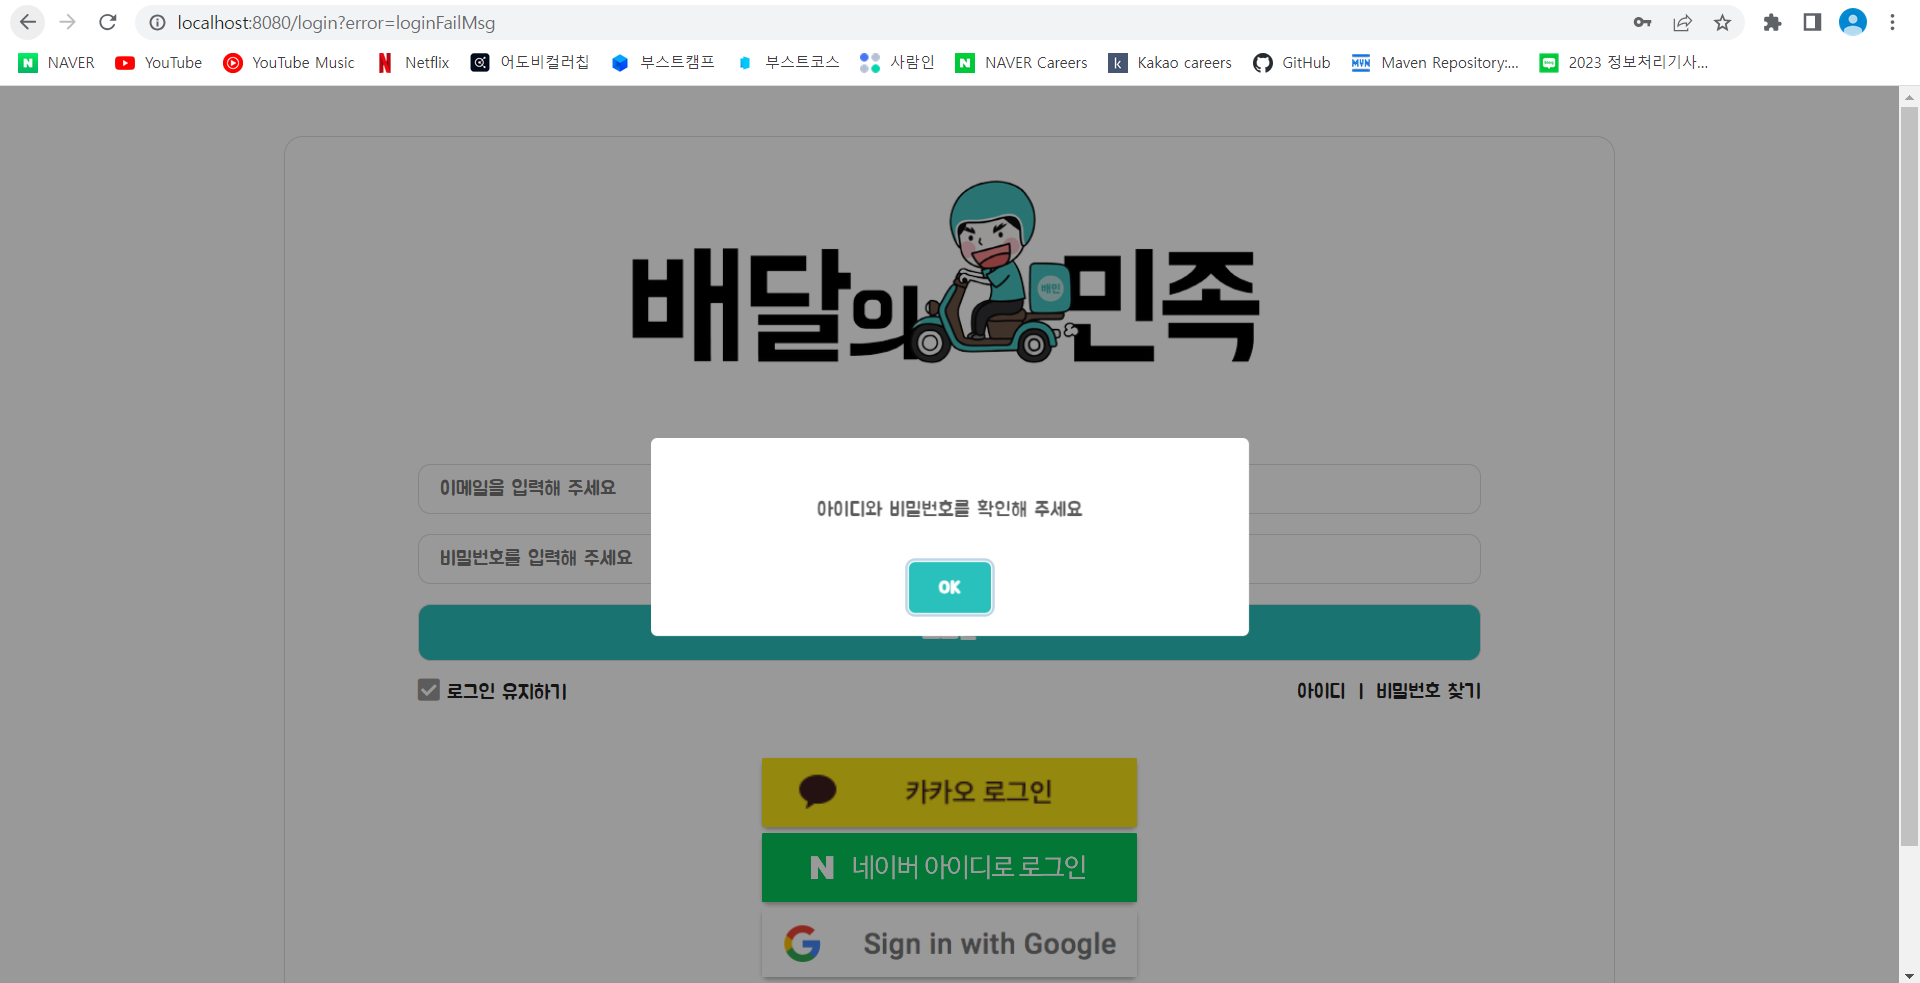 localhost:8080/login?error=loginFailMsg
NAVER YouTube YouTube Music Netflix 어도비컬러칩 부스트캠프 부스트코스 사람인 NAVER Careers Kakao careers GitHub Maven Repository:... 2023 정보처리기사...
배달의민족
배민
이메일을 입력해 주세요
아이디와 비밀번호를 확인해 주세요
비밀번호를 입력해 주세요
OK
로그인 유지하기
아이디 | 비밀번호 찾기
카카오 로그인
N 네이버 아이디로 로그인
Sign in with Google